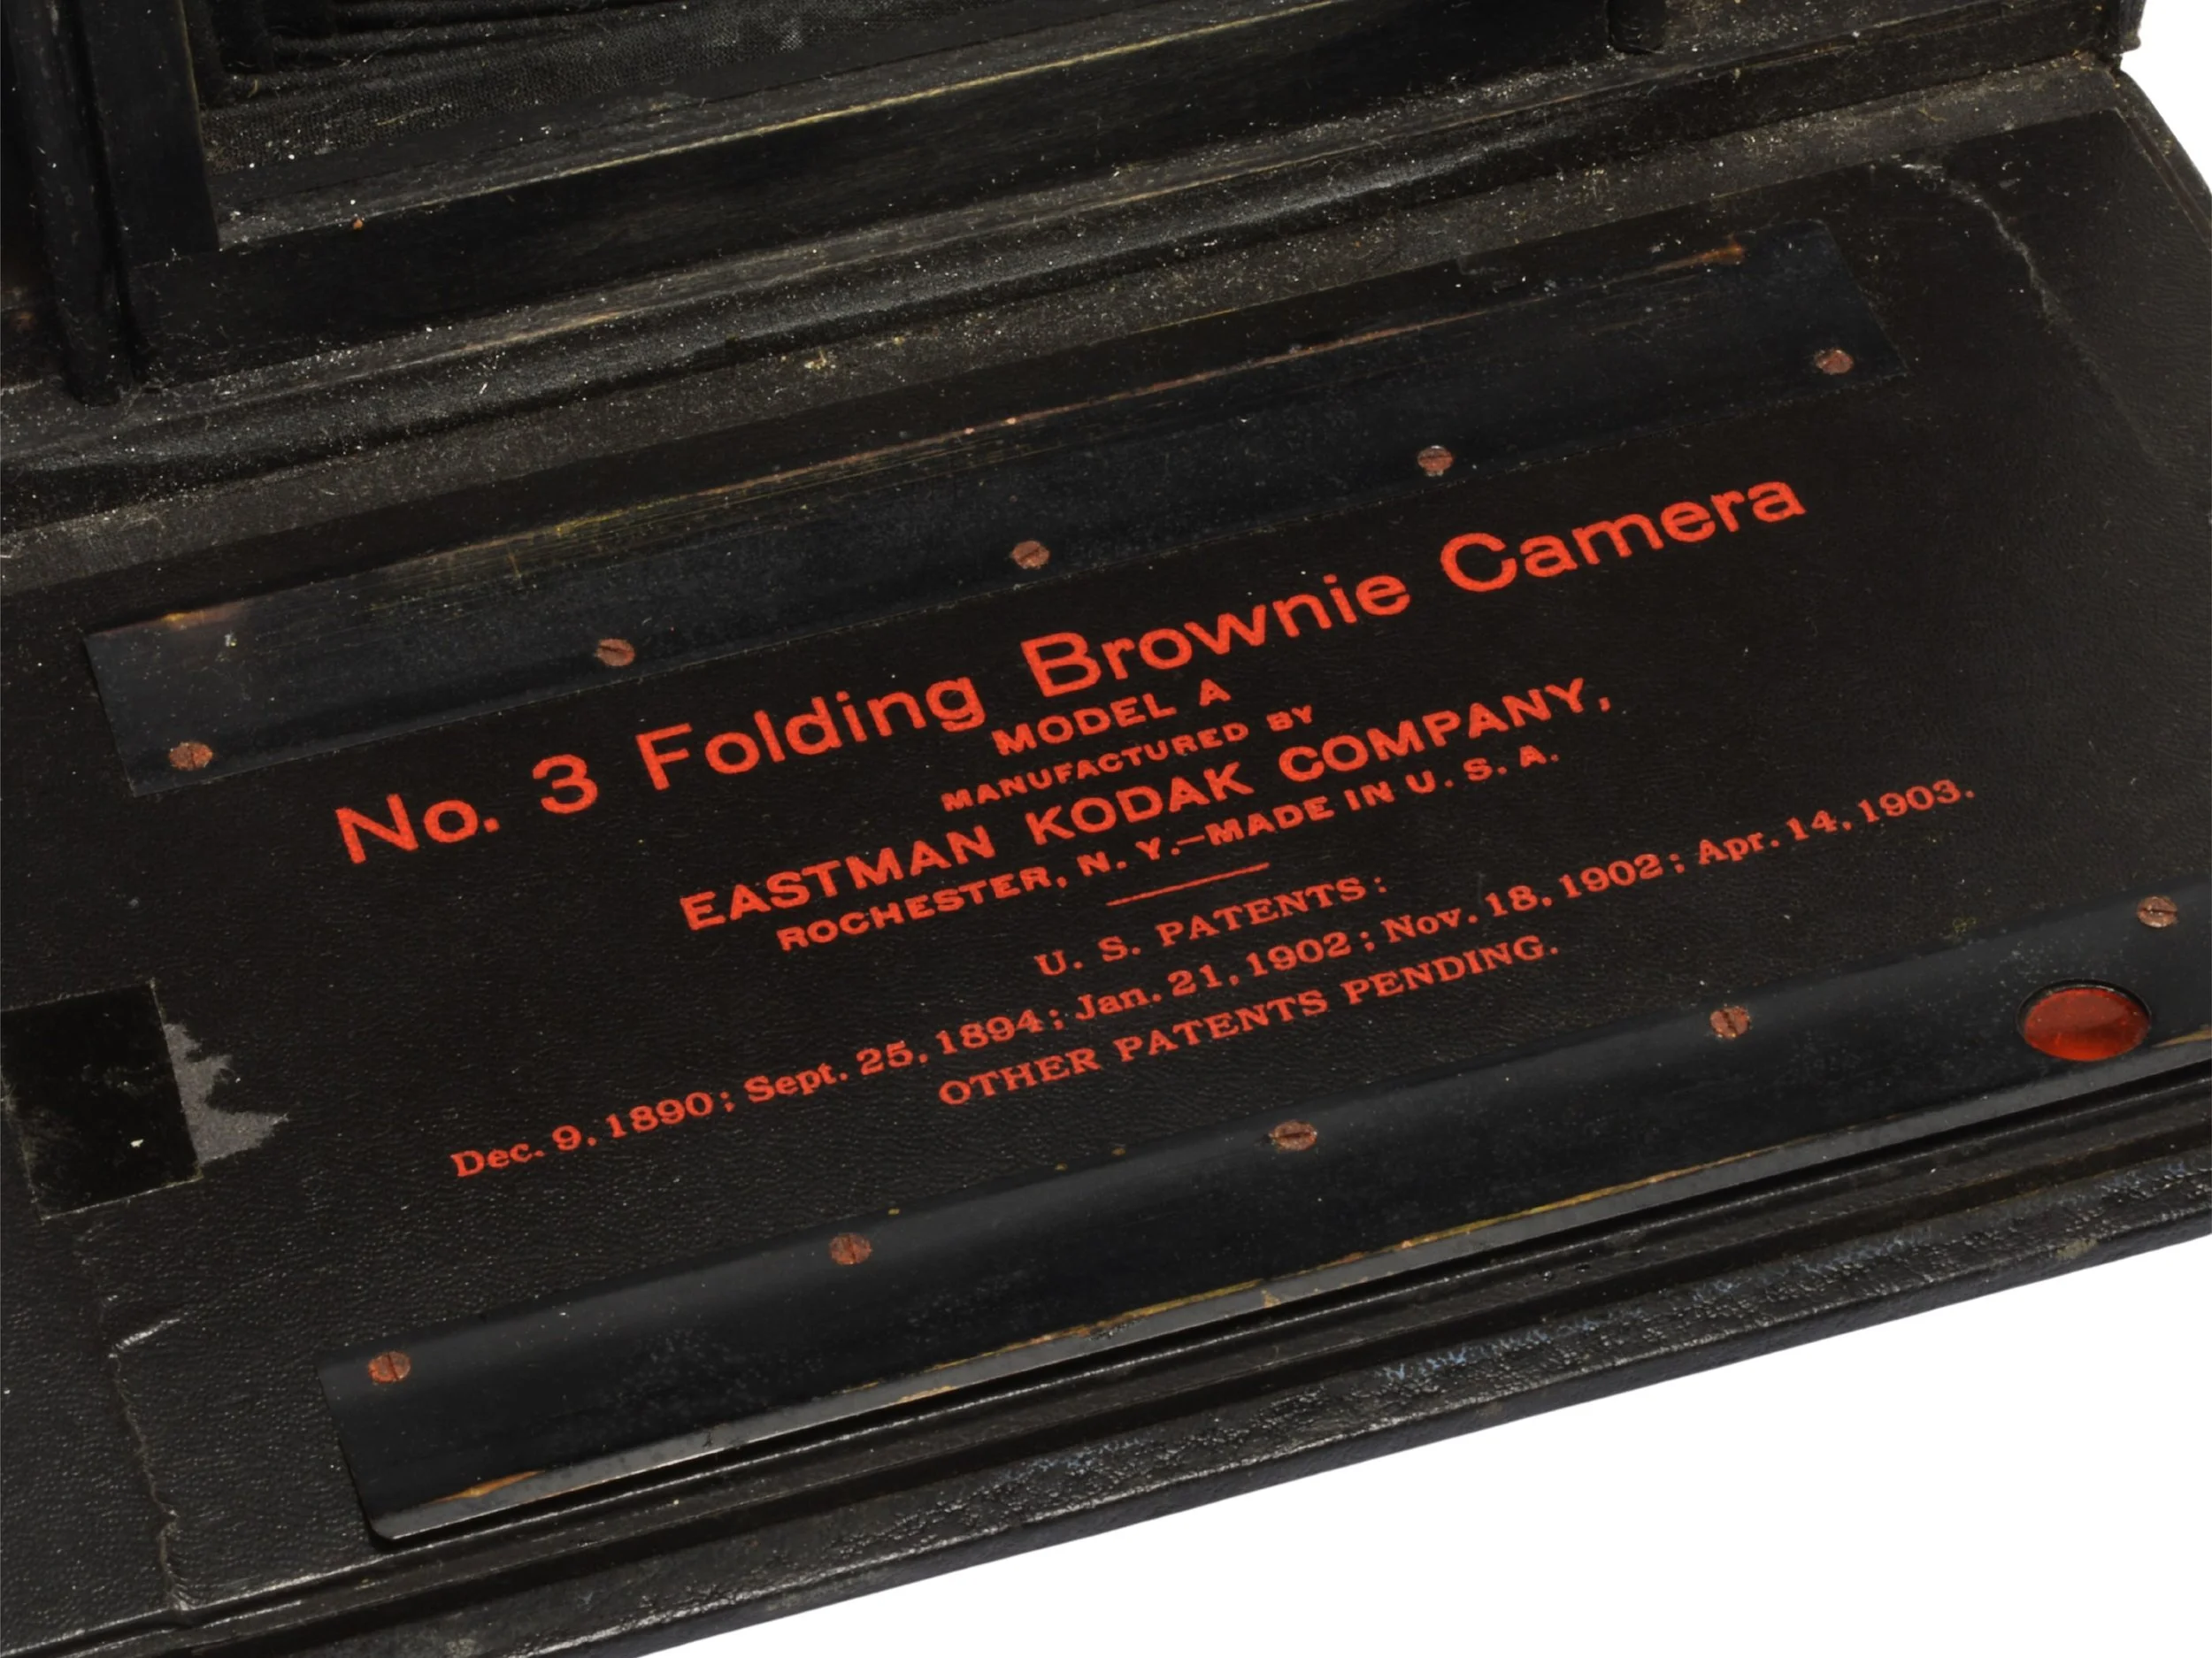 No. 3 Folding Brownie Camera
MODEL A
MANUFACTURED BY
EASTMAN KODAK COMPANY,
ROCHESTER, N. Y.—MADE IN U. S. A.
U. S. PATENTS:
Dec. 9, 1890; Sept. 25, 1894; Jan. 21, 1902; Nov. 18, 1902; Apr. 14, 1903.
OTHER PATENTS PENDING.